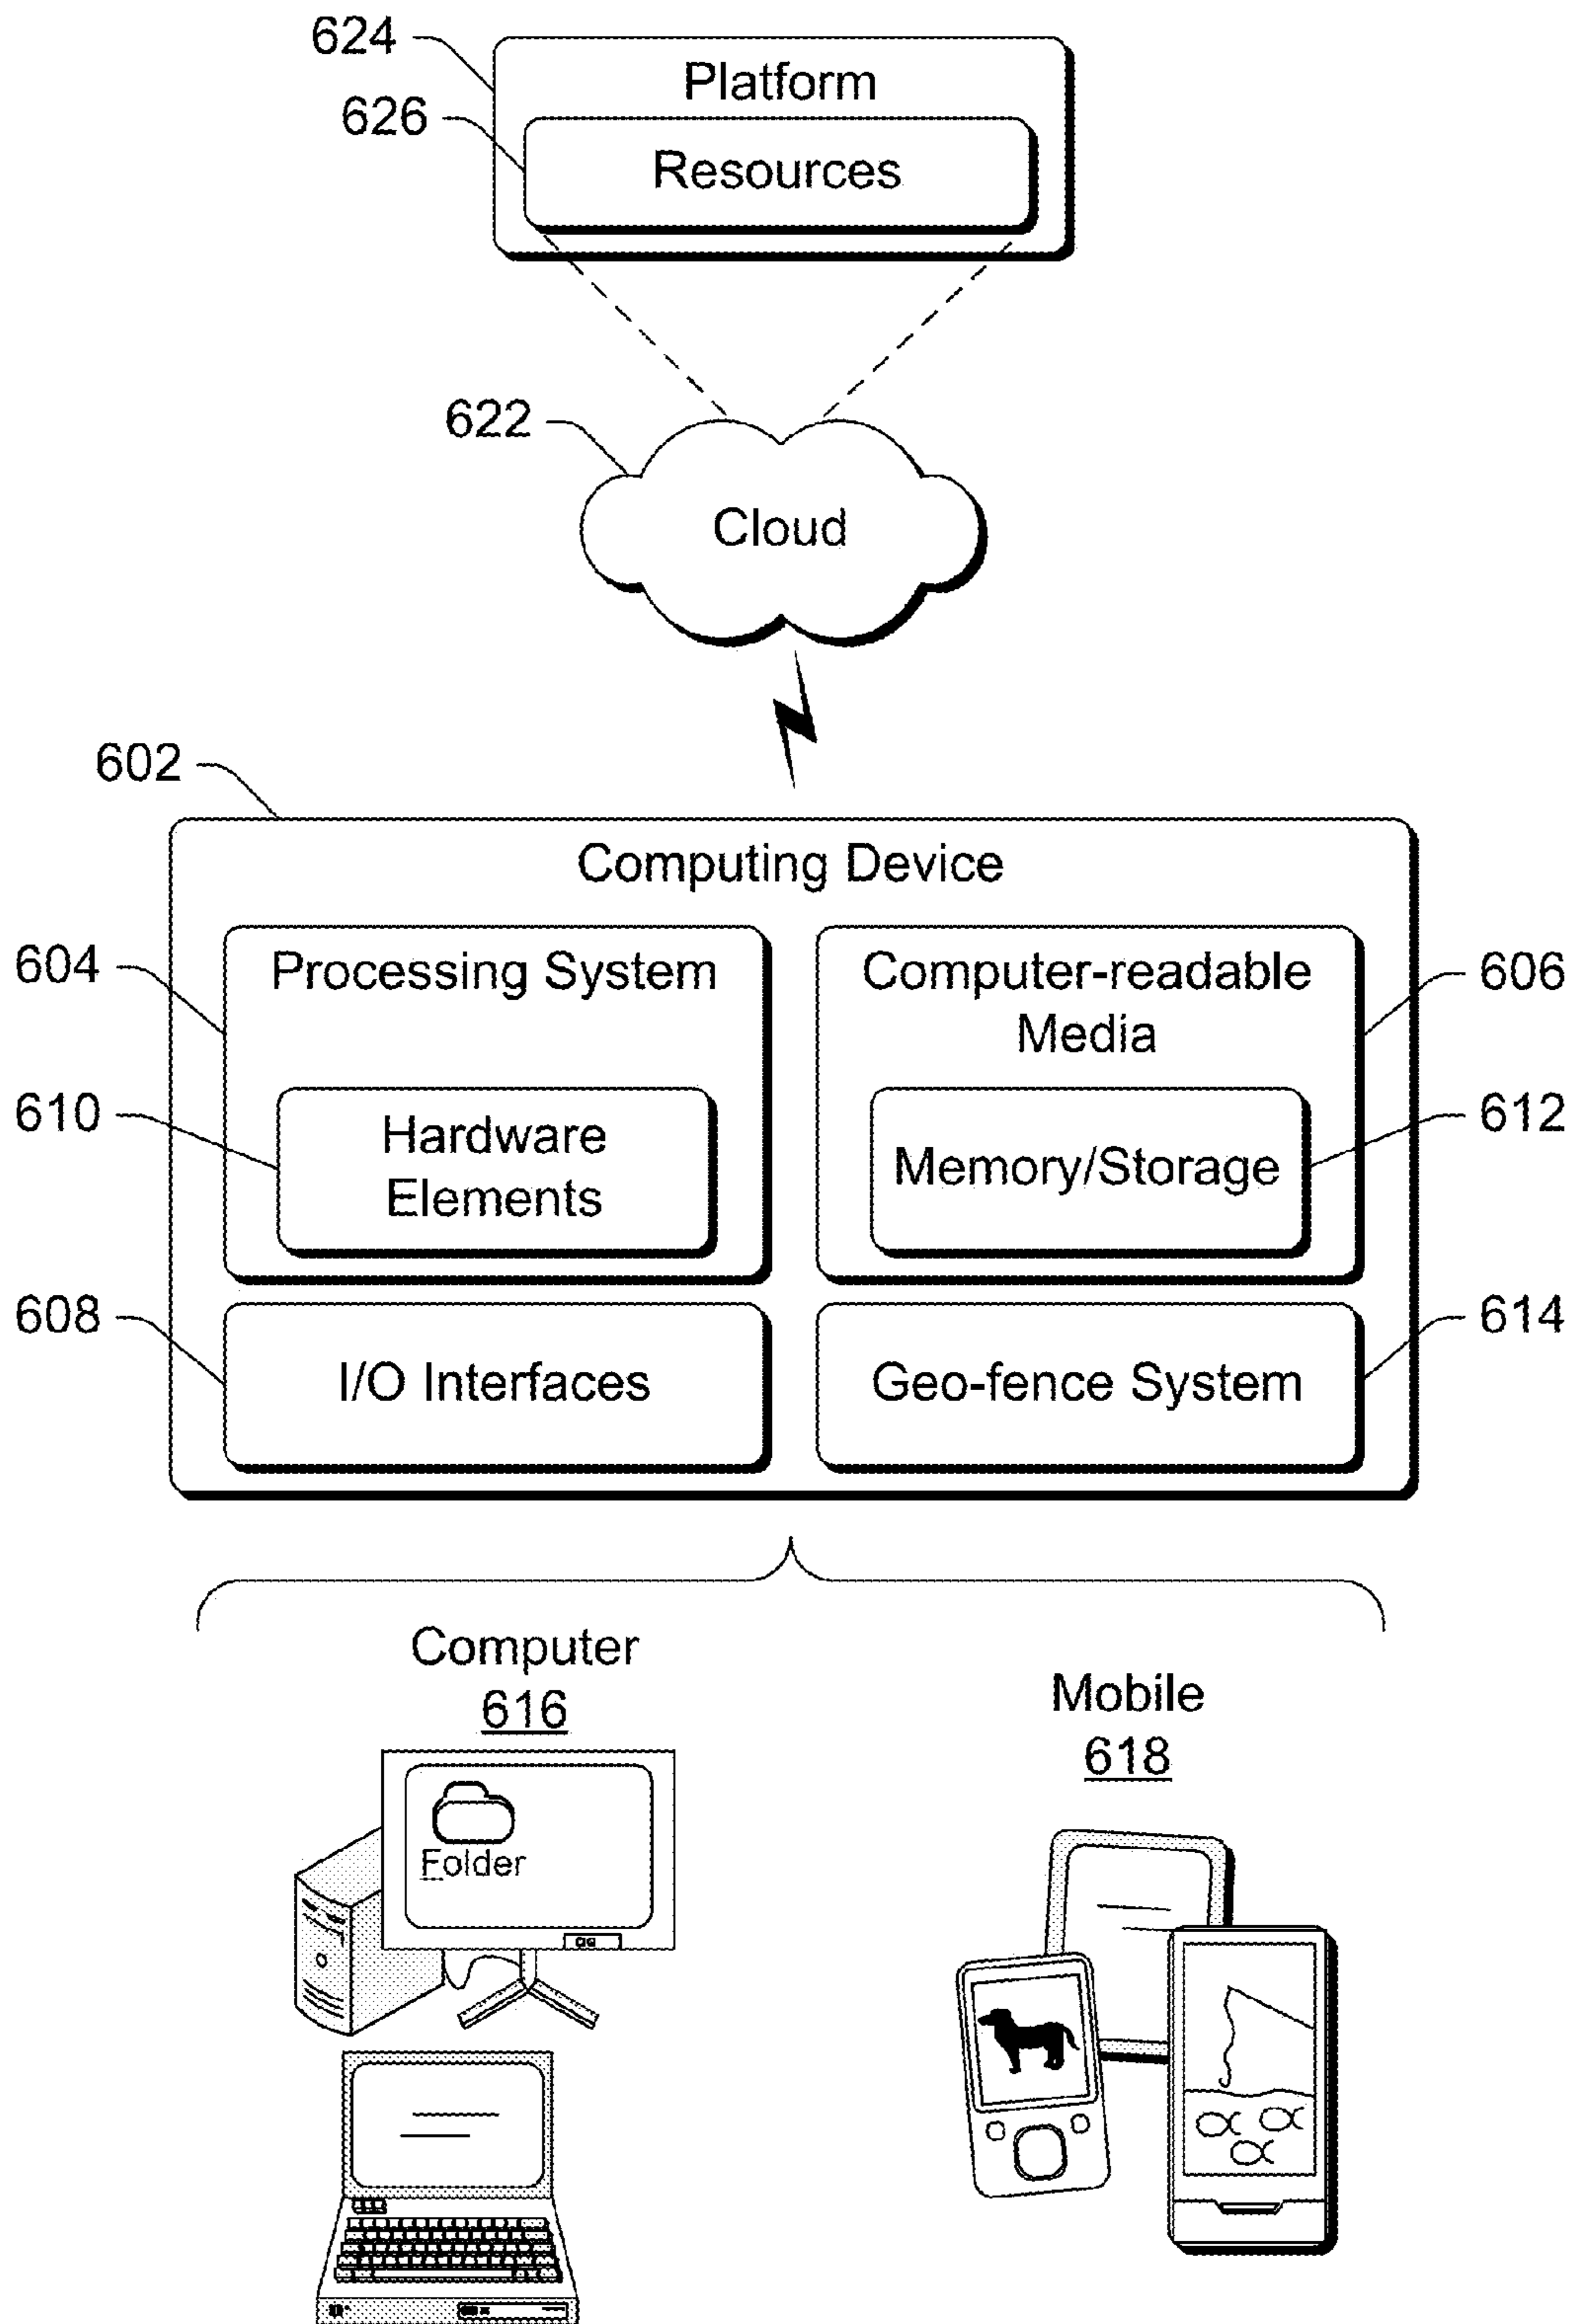 624
Platform
626
Resources
622
Cloud
602
Computing Device
604
Processing System
Computer-readable
Media
606
610
Hardware
Elements
Memory/Storage
612
608
I/O Interfaces
Geo-fence System
614
Computer
616
Mobile
618
Folder